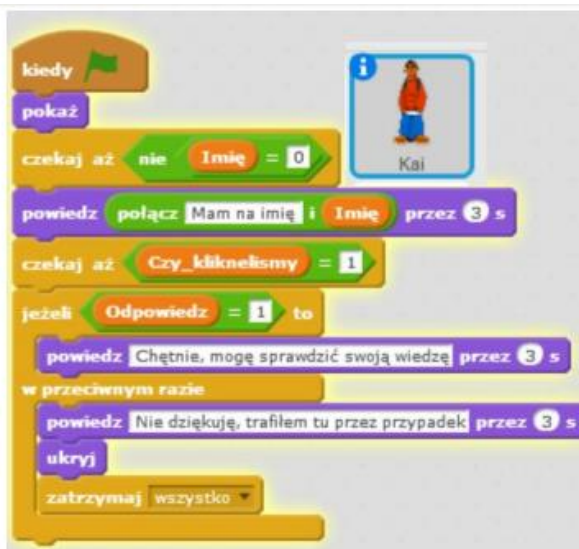 kiedy
pokaż
czekaj aż nie Imię = 0
powiedz połącz Mam na imię i Imię przez 3 s
czekaj aż Czy_kliknelismy = 1
jeżeli Odpowiedz = 1 to
powiedz Chętnie, mogę sprawdzić swoją wiedzę przez 3 s
w przeciwnym razie
powiedz Nie dziękuję, trafiłem tu przez przypadek przez 3 s
ukryj
zatrzymaj wszystko
i
Kai